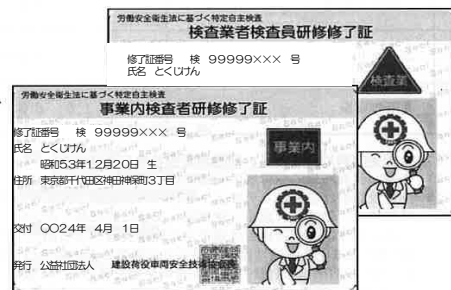 労働安全衛生法に基づく特定自主検査
検査業者検査員研修修了証
修了証番号 検 99999××× 号
氏名 とくじけん
検査業
労働安全衛生法に基づく特定自主検査
事業内検査者研修修了証
修了証番号 検 99999××× 号
氏名 とくじけん
昭和53年12月20日 生
住所 東京都千代田区神田神保町3丁目
事業内
交付 〇〇24年 4月 1日
発行 公益社団法人 建設荷役車両安全技術協会長